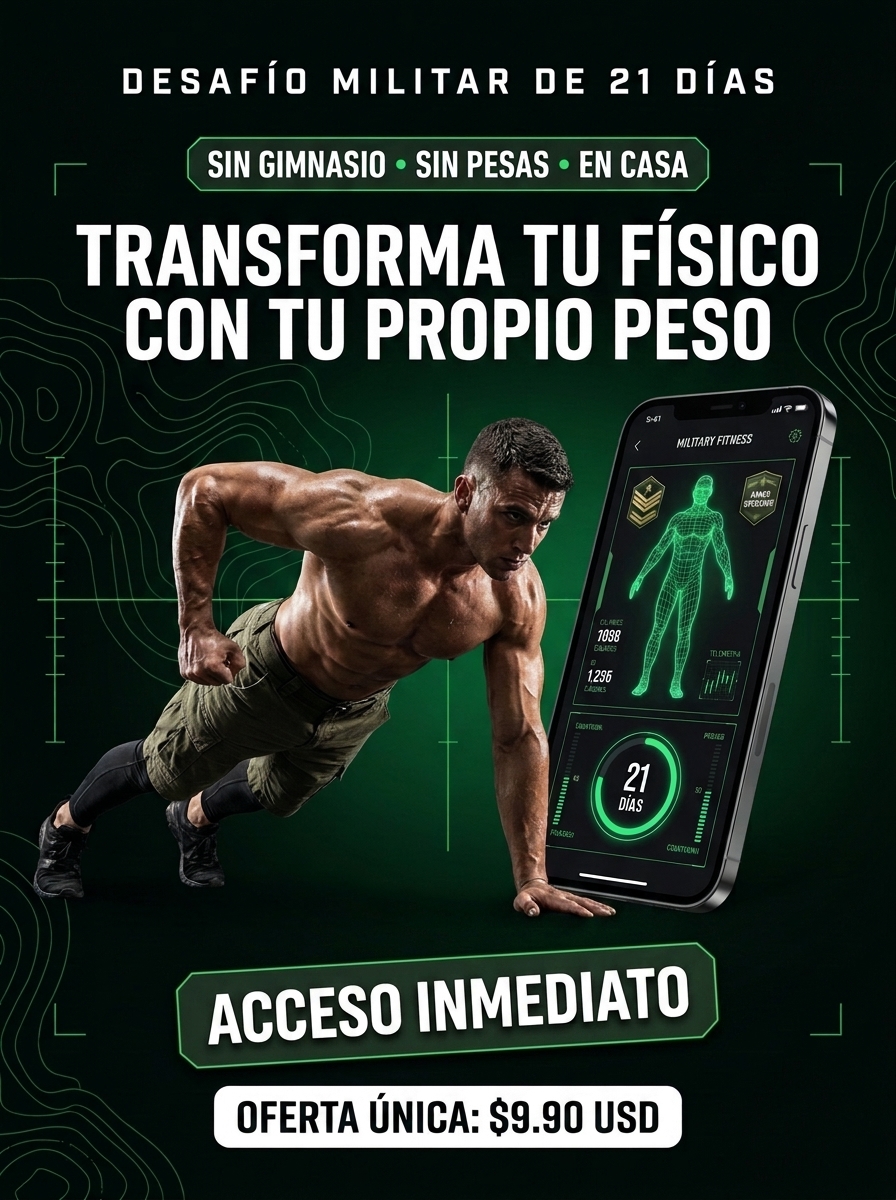 DESAFÍO MILITAR DE 21 DÍAS
SIN GIMNASIO • SIN PESAS • EN CASA
TRANSFORMA TU FÍSICO
CON TU PROPIO PESO
MILITARY FITNESS
1098
1,296
21
DÍAS
ACCESO INMEDIATO
OFERTA ÚNICA: $9.90 USD